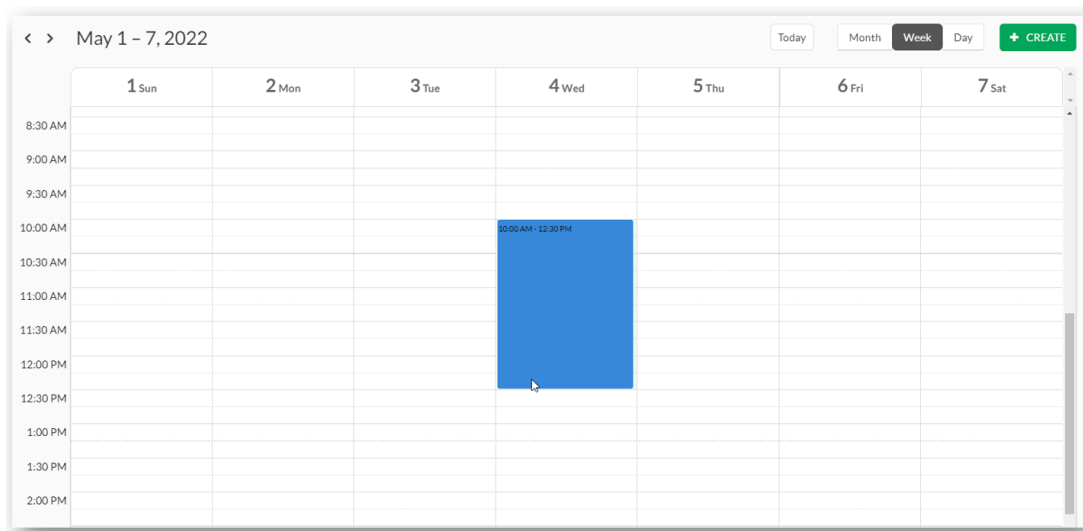 May 1 – 7, 2022
Today
Month Week Day
+ CREATE
1 Sun 2 Mon 3 Tue 4 Wed 5 Thu 6 Fri 7 Sat
8:30 AM
9:00 AM
9:30 AM
10:00 AM
10:00 AM - 12:30 PM
10:30 AM
11:00 AM
11:30 AM
12:00 PM
12:30 PM
1:00 PM
1:30 PM
2:00 PM